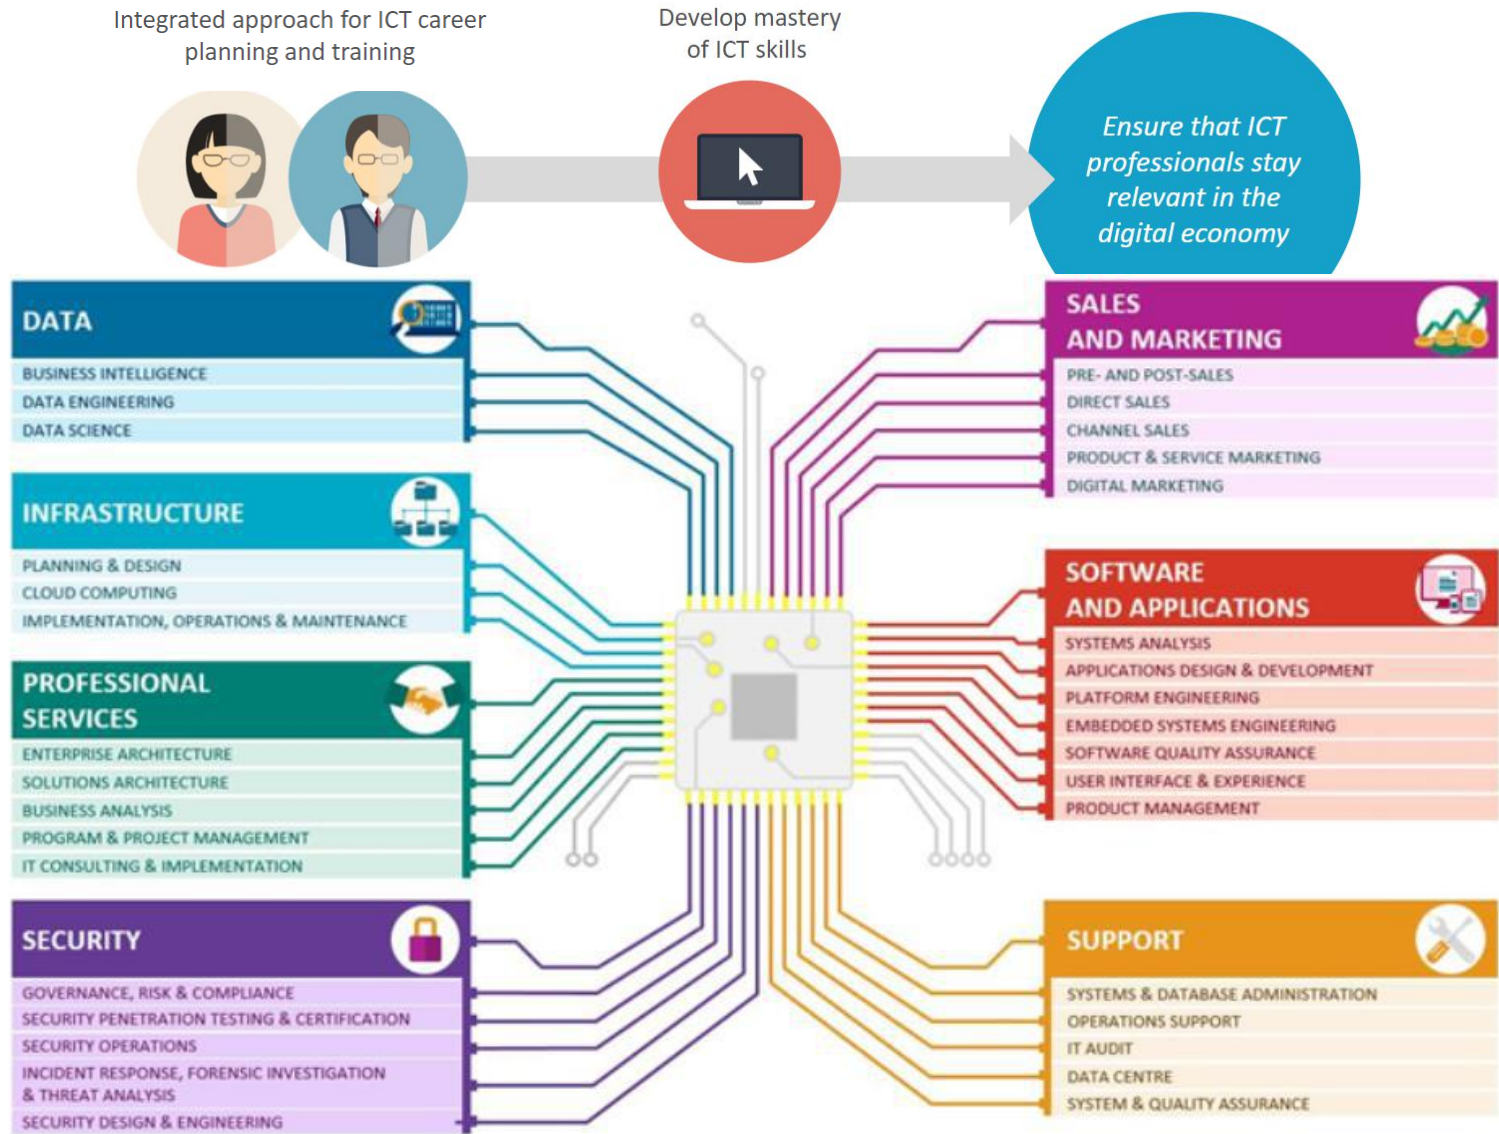 Integrated approach for ICT career
planning and training
Develop mastery
of ICT skills
Ensure that ICT
professionals stay
relevant in the
digital economy
DATA
BUSINESS INTELLIGENCE
DATA ENGINEERING
DATA SCIENCE
INFRASTRUCTURE
PLANNING & DESIGN
CLOUD COMPUTING
IMPLEMENTATION, OPERATIONS & MAINTENANCE
PROFESSIONAL
SERVICES
ENTERPRISE ARCHITECTURE
SOLUTIONS ARCHITECTURE
BUSINESS ANALYSIS
PROGRAM & PROJECT MANAGEMENT
IT CONSULTING & IMPLEMENTATION
SECURITY
GOVERNANCE, RISK & COMPLIANCE
SECURITY PENETRATION TESTING & CERTIFICATION
SECURITY OPERATIONS
INCIDENT RESPONSE, FORENSIC INVESTIGATION
& THREAT ANALYSIS
SECURITY DESIGN & ENGINEERING
SALES
AND MARKETING
PRE- AND POST-SALES
DIRECT SALES
CHANNEL SALES
PRODUCT & SERVICE MARKETING
DIGITAL MARKETING
SOFTWARE
AND APPLICATIONS
SYSTEMS ANALYSIS
APPLICATIONS DESIGN & DEVELOPMENT
PLATFORM ENGINEERING
EMBEDDED SYSTEMS ENGINEERING
SOFTWARE QUALITY ASSURANCE
USER INTERFACE & EXPERIENCE
PRODUCT MANAGEMENT
SUPPORT
SYSTEMS & DATABASE ADMINISTRATION
OPERATIONS SUPPORT
IT AUDIT
DATA CENTRE
SYSTEM & QUALITY ASSURANCE